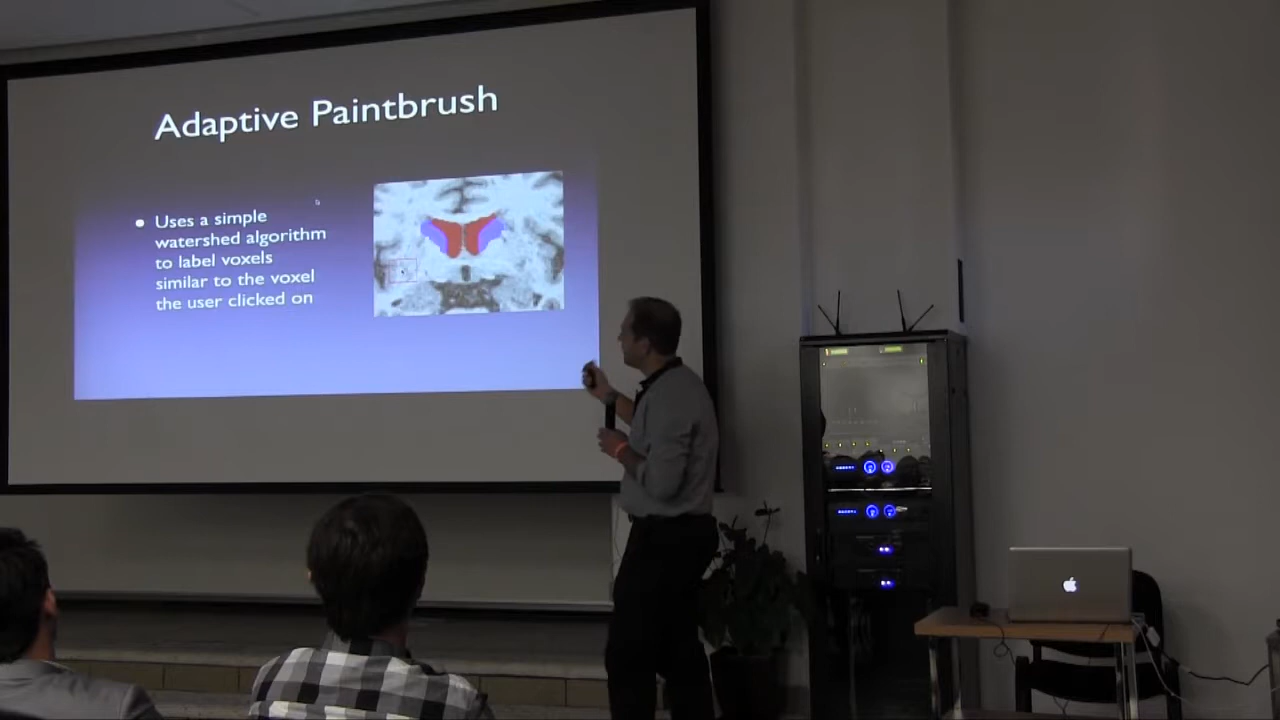 Adaptive Paintbrush
• Uses a simple
watershed algorithm
to label voxels
similar to the voxel
the user clicked on